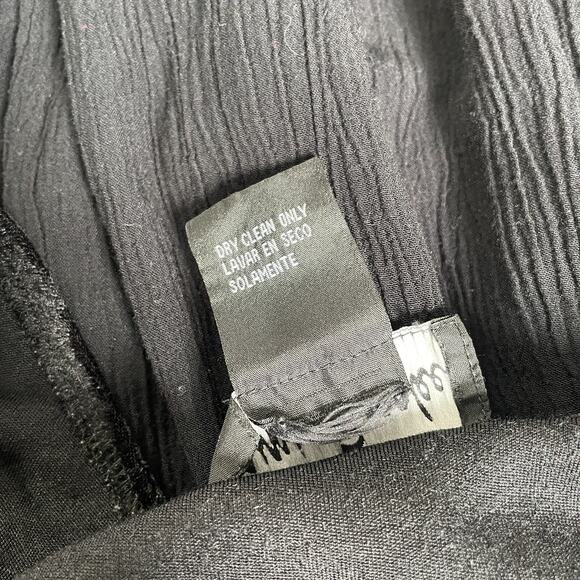 DRY CLEAN ONLY
LAVAR EN SECO
SOLAMENTE